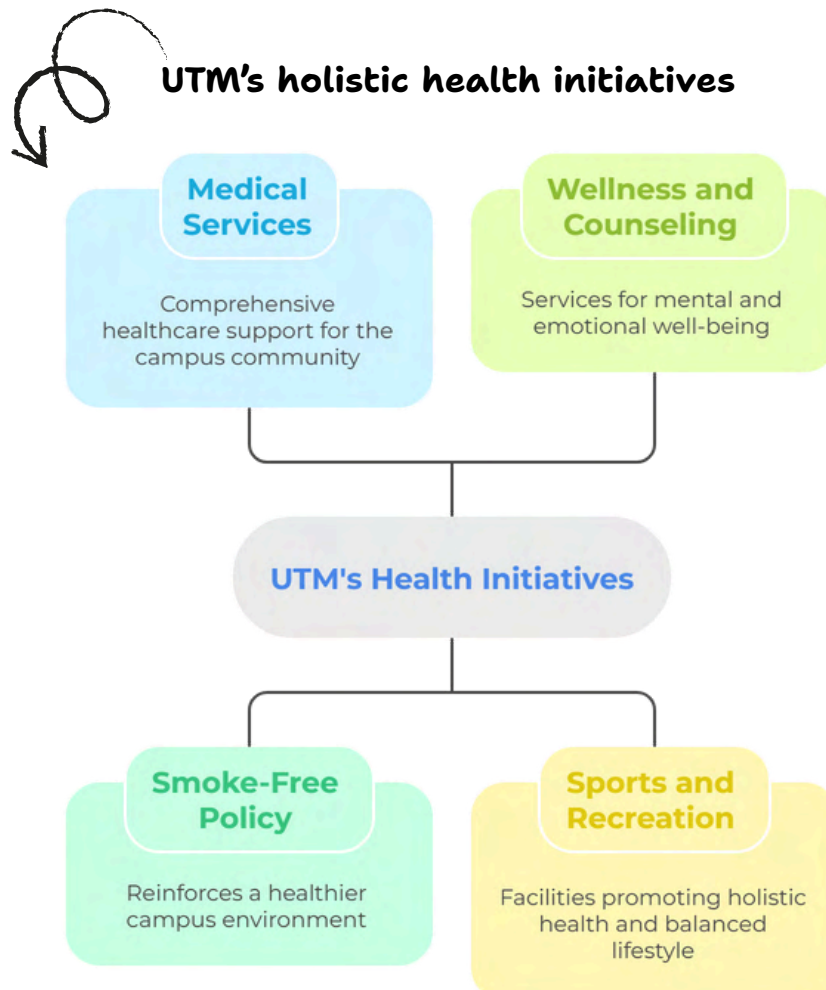 UTM's holistic health initiatives
Medical
Services
Comprehensive
healthcare support for the
campus community
Wellness and
Counseling
Services for mental and
emotional well-being
UTM's Health Initiatives
Smoke-Free
Policy
Reinforces a healthier
campus environment
Sports and
Recreation
Facilities promoting holistic
health and balanced
lifestyle